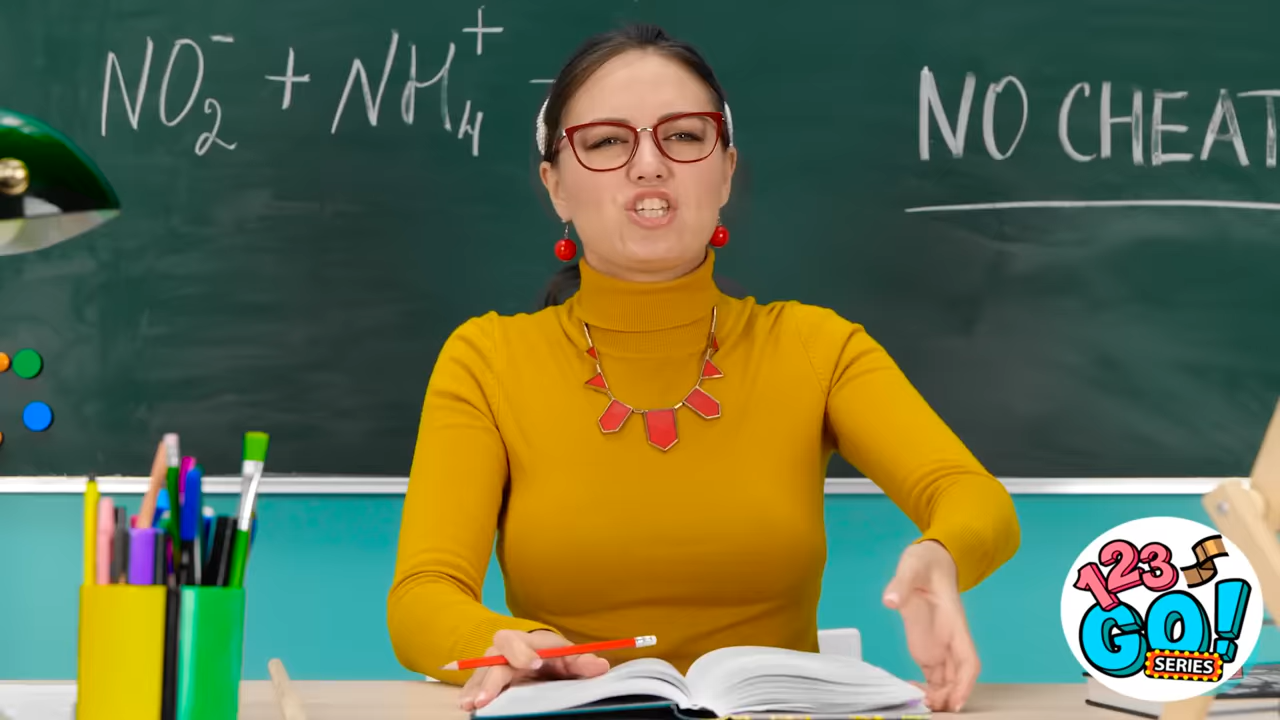 NO₂⁻ + NH₄⁺ –
NO CHEAT
123
GO!
SERIES